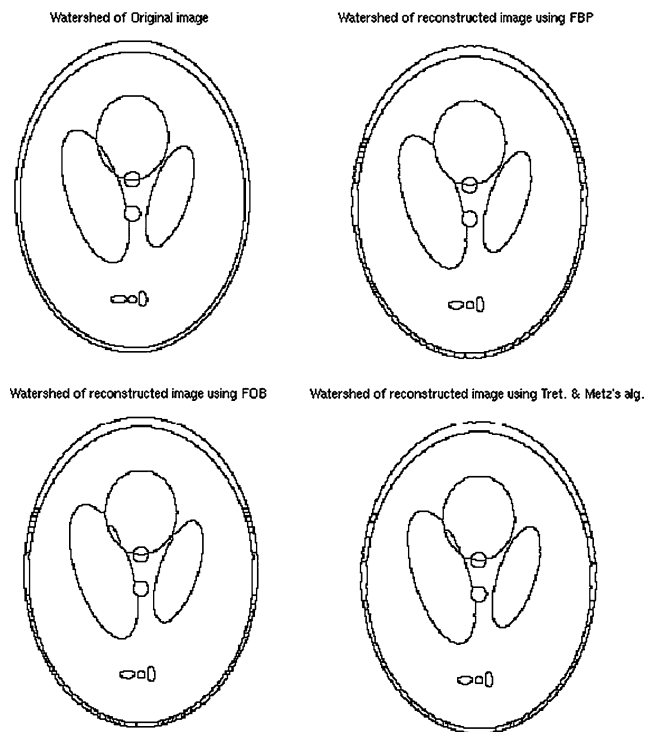 Watershed of Original image
Watershed of reconstructed image using FBP
Watershed of reconstructed image using FOB
Watershed of reconstructed image using Tret. & Metz's alg.